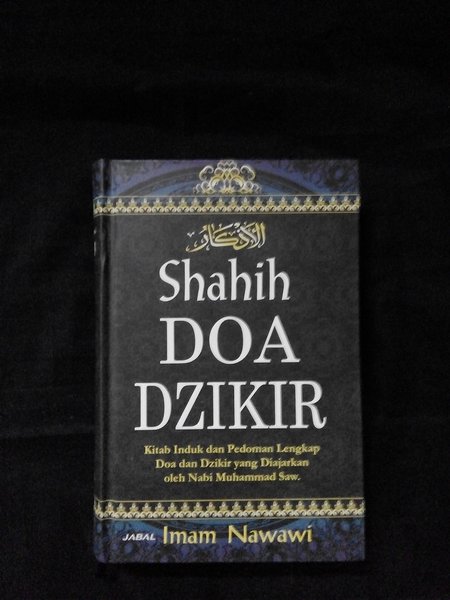 الأذكار
Shahih
DOA
DZIKIR
Kitab Induk dan Pedoman Lengkap
Doa dan Dzikir yang Diajarkan
oleh Nabi Muhammad Saw.
JABAL Imam Nawawi